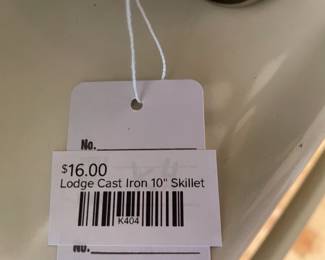 No.
$16.00
Lodge Cast Iron 10" Skillet
K404
No.